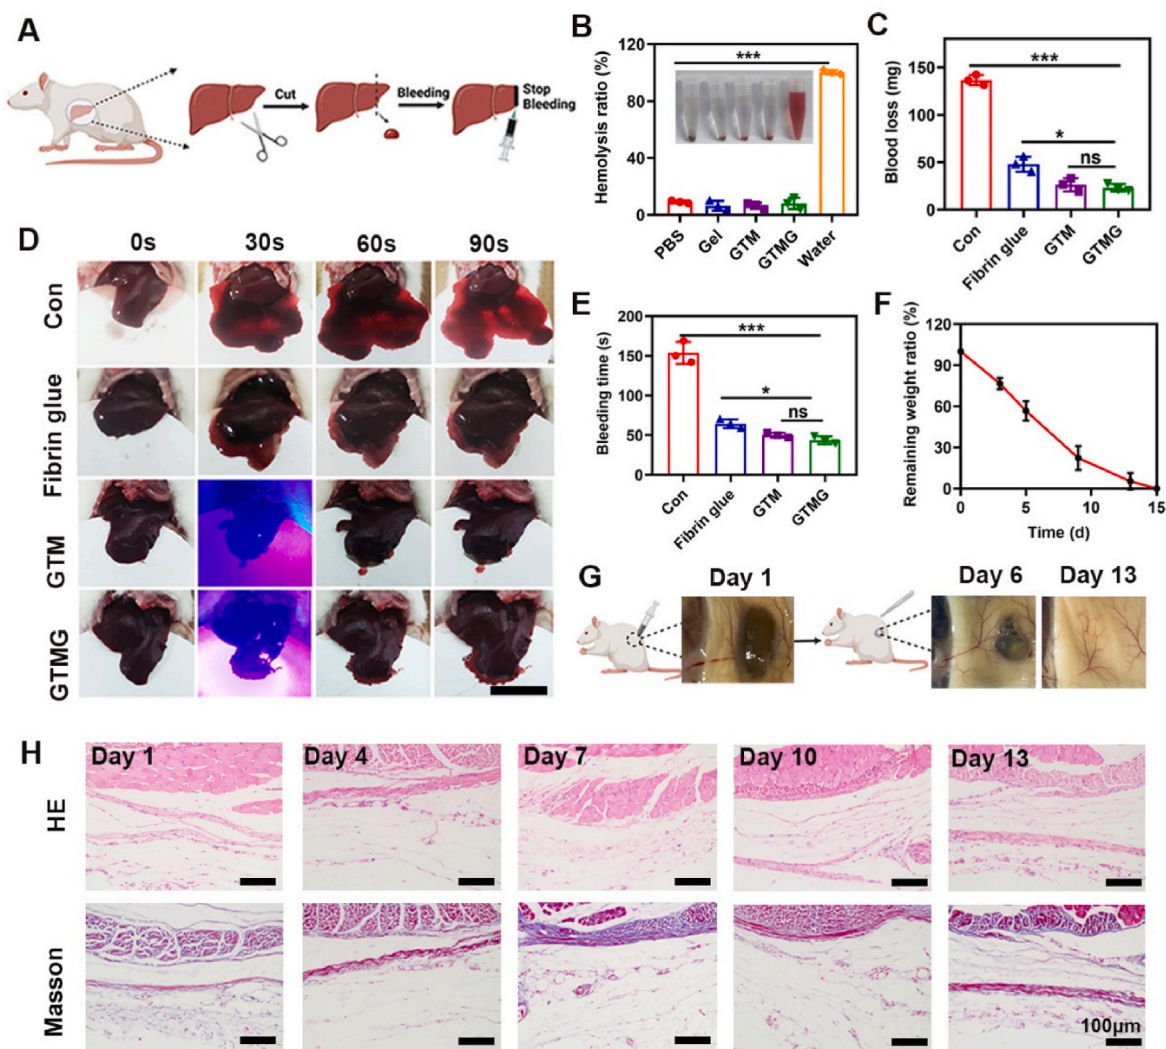 A
Cut
Bleeding
Stop
Bleeding
B
Hemolysis ratio (%)
120
80
40
0
***
PBS
Gel
GTM
GTMG
Water
C
Blood loss (mg)
150
100
50
0
***
*
ns
Con
Fibrin glue
GTM
GTMG
D
0s
30s
60s
90s
Con
Fibrin glue
GTM
GTMG
E
Bleeding time (s)
200
150
100
50
0
***
*
ns
Con
Fibrin glue
GTM
GTMG
F
Remaining weight ratio (%)
120
90
60
30
0
0
5
10
15
Time (d)
G
Day 1
Day 6
Day 13
H
Day 1
Day 4
Day 7
Day 10
Day 13
HE
Masson
100μm